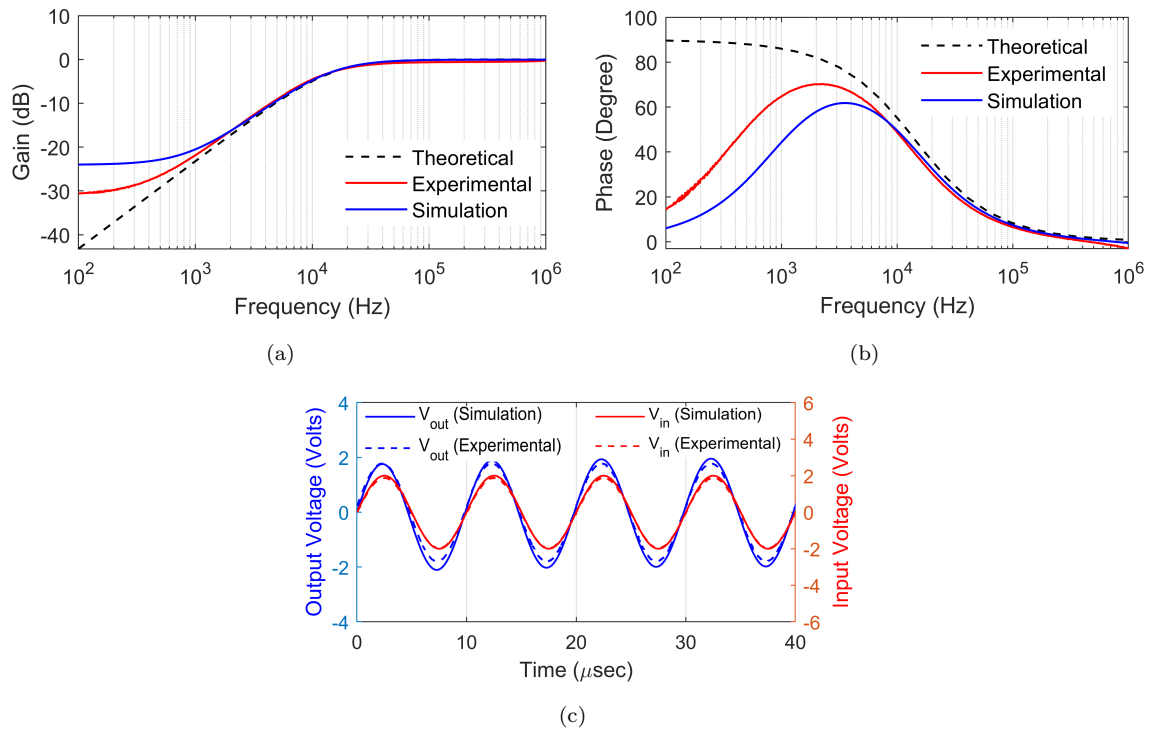 10
0
-10
-20
-30
-40
Gain (dB)
Theoretical
Experimental
Simulation
10^2
10^3
10^4
10^5
10^6
Frequency (Hz)
(a)
100
80
60
40
20
0
Phase (Degree)
Theoretical
Experimental
Simulation
10^2
10^3
10^4
10^5
10^6
Frequency (Hz)
(b)
4
2
0
-2
-4
Output Voltage (Volts)
V_out (Simulation)
V_out (Experimental)
V_in (Simulation)
V_in (Experimental)
6
4
2
0
-2
-4
-6
Input Voltage (Volts)
0
10
20
30
40
Time (μsec)
(c)